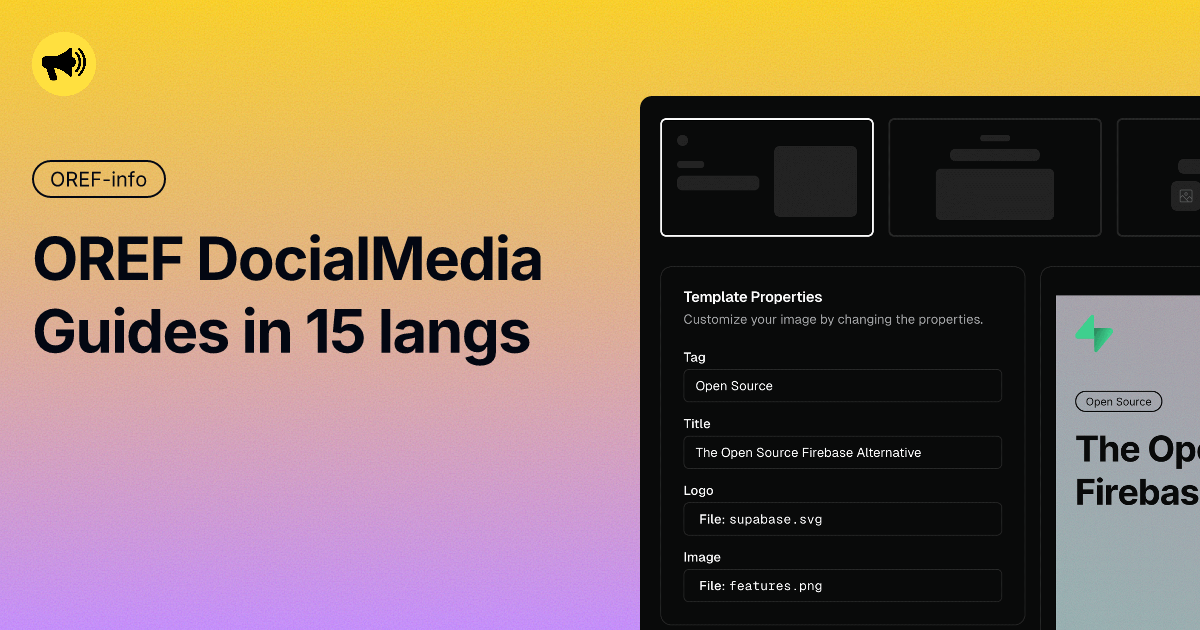 OREF-info
OREF DocialMedia
Guides in 15 langs
Template Properties
Customize your image by changing the properties.
Tag
Open Source
Title
The Open Source Firebase Alternative
Logo
File: supabase.svg
Image
File: features.png
Open Source
The Ope
Firebas